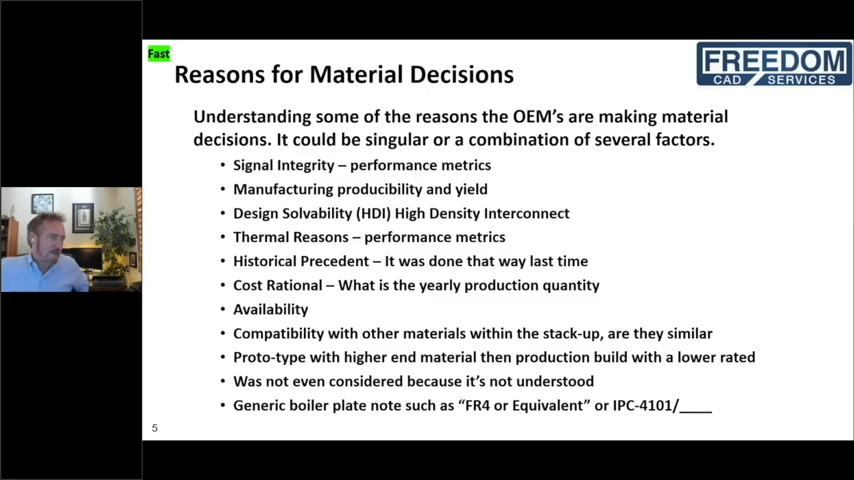 Fast
FREEDOM
CAD SERVICES
Reasons for Material Decisions
Understanding some of the reasons the OEM's are making material
decisions. It could be singular or a combination of several factors.
• Signal Integrity – performance metrics
• Manufacturing producibility and yield
• Design Solvability (HDI) High Density Interconnect
• Thermal Reasons – performance metrics
• Historical Precedent – It was done that way last time
• Cost Rational – What is the yearly production quantity
• Availability
• Compatibility with other materials within the stack-up, are they similar
• Proto-type with higher end material then production build with a lower rated
• Was not even considered because it's not understood
• Generic boiler plate note such as “FR4 or Equivalent” or IPC-4101/____
5